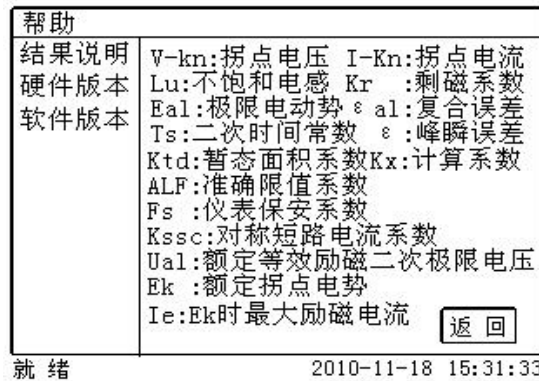 帮助
结果说明
硬件版本
软件版本
V-kn:拐点电压 I-Kn:拐点电流
Lu:不饱和电感 Kr :剩磁系数
Eal:极限电动势 εal:复合误差
Ts:二次时间常数 ε:峰瞬误差
Ktd:暂态面积系数Kx:计算系数
ALF:准确限值系数
Fs :仪表保安系数
Kssc:对称短路电流系数
Ual:额定等效励磁二次极限电压
Ek :额定拐点电势
Ie:Ek时最大励磁电流
返 回
就 绪 2010-11-18 15:31:33